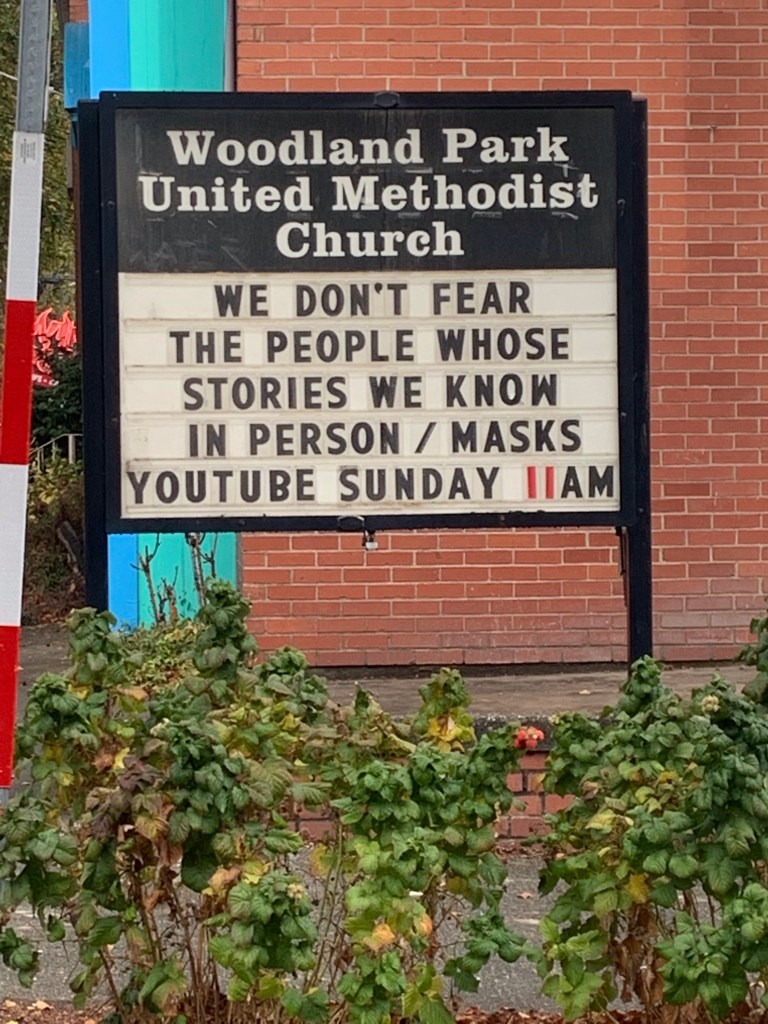 Woodland Park
United Methodist
Church
WE DON'T FEAR
THE PEOPLE WHOSE
STORIES WE KNOW
IN PERSON / MASKS
YOUTUBE SUNDAY 11AM